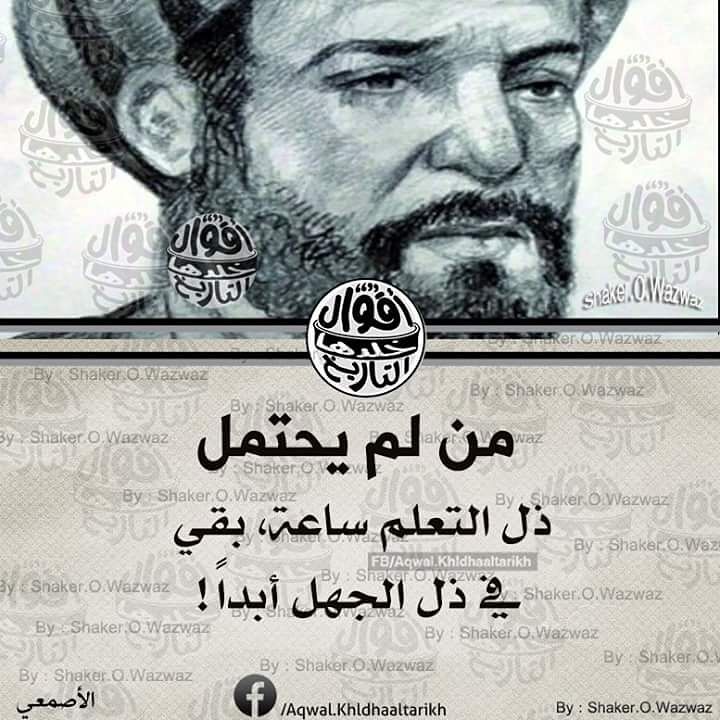 أقوال
خلدها
التاريخ
Shaker.O.Wazwaz
من لم يحتمل
ذل التعلم ساعة، بقي
FB/Aqwal.Khldhaaltarikh
في ذل الجهل أبداً !
الأصمعي
/Aqwal.Khldhaaltarikh
By : Shaker.O.Wazwaz